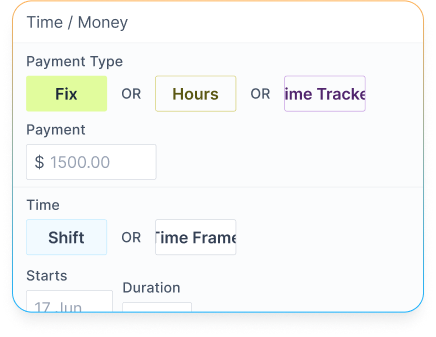 Time / Money
Payment Type
Fix OR Hours OR ime Tracke
Payment
$ 1500.00
Time
Shift OR Time Frame
Starts
Duration
17 Jun